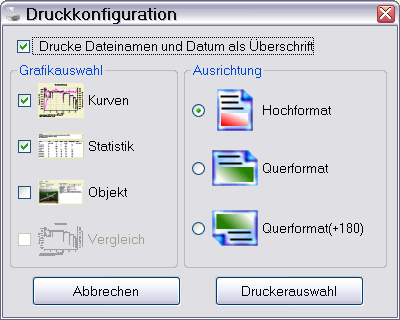 Druckkonfiguration
Drucke Dateinamen und Datum als Überschrift
Grafikauswahl
Kurven
Statistik
Objekt
Vergleich
Ausrichtung
Hochformat
Querformat
Querformat(+180)
Abbrechen
Druckerauswahl